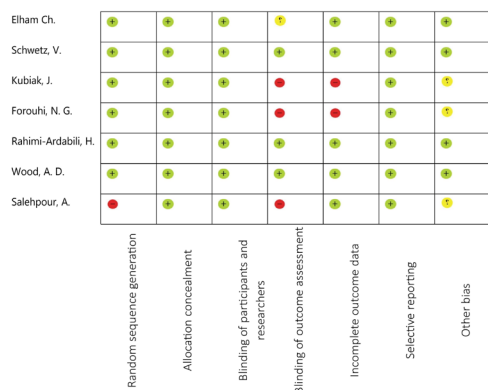 Elham Ch. + + + ؟ + + +
Schwetz, V. + + + + + + +
Kubiak, J. + + + – – + ؟
Forouhi, N. G. + + + – – + ؟
Rahimi-Ardabili, H. + + + + + + +
Wood, A. D. + + + + + + +
Salehpour, A. – + + – + + ؟
Random sequence generation
Allocation concealment
Blinding of participants and
researchers
Blinding of outcome assessment
Incomplete outcome data
Selective reporting
Other bias